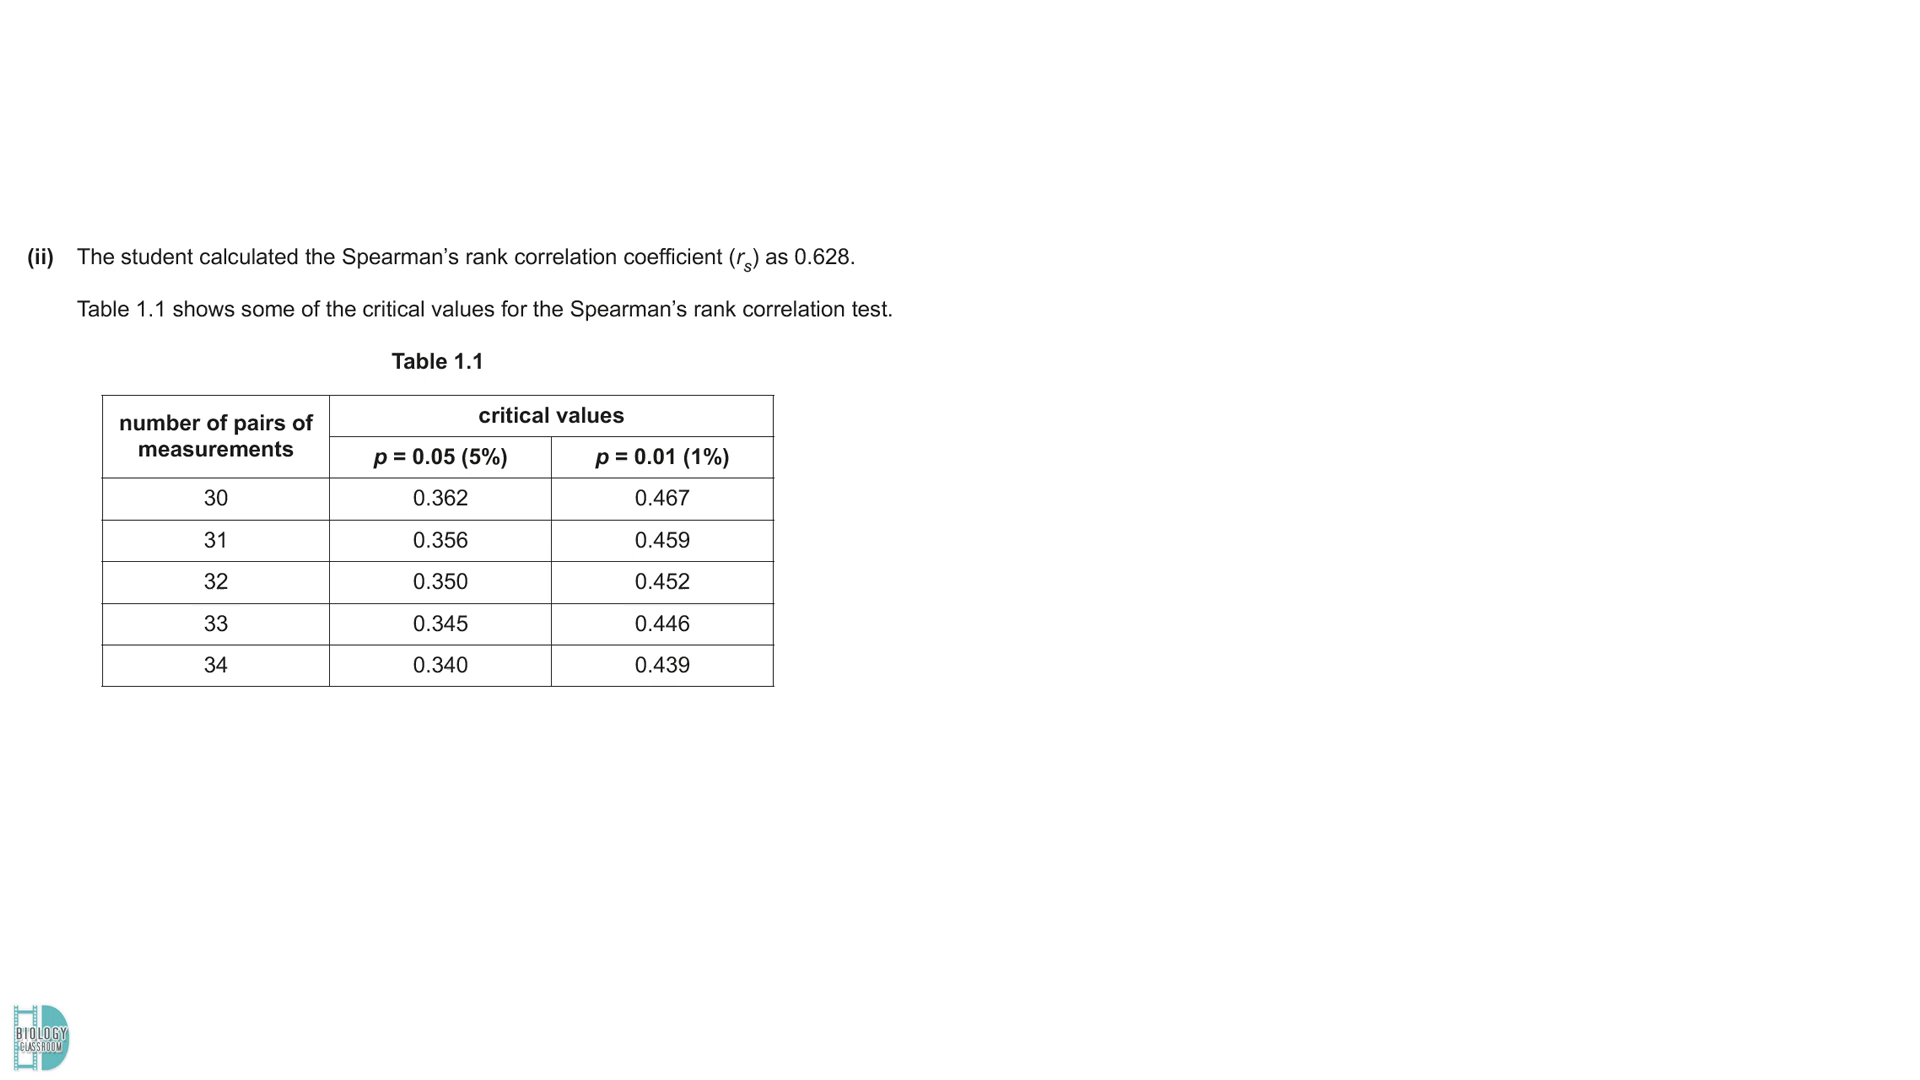 (ii) The student calculated the Spearman’s rank correlation coefficient (rs) as 0.628.
Table 1.1 shows some of the critical values for the Spearman’s rank correlation test.
Table 1.1
number of pairs of measurements critical values
p = 0.05 (5%) p = 0.01 (1%)
30 0.362 0.467
31 0.356 0.459
32 0.350 0.452
33 0.345 0.446
34 0.340 0.439
BIOLOGY
CLASSROOM